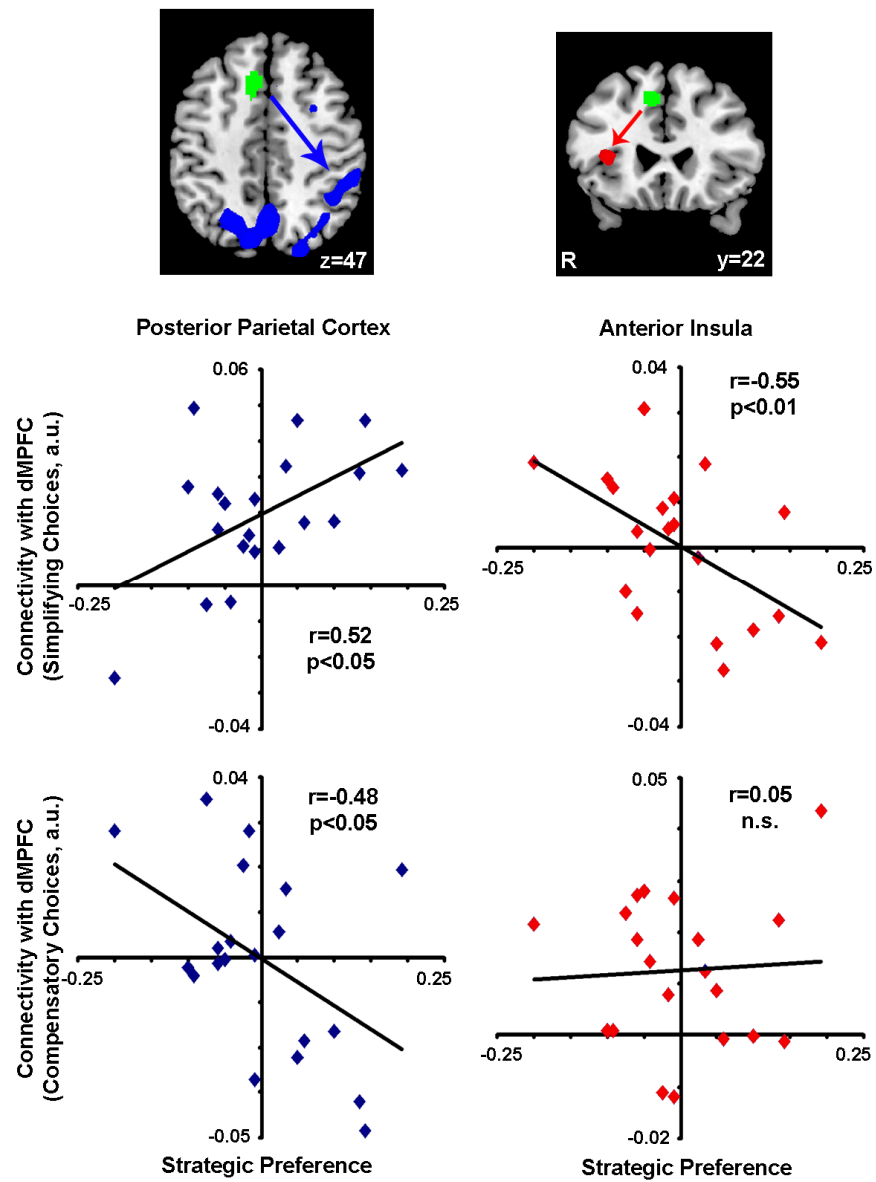 z=47
R
y=22
Posterior Parietal Cortex
Anterior Insula
Connectivity with dMPFC
(Simplifying Choices, a.u.)
0.06
-0.25
0.25
r=0.52
p<0.05
-0.04
0.04
r=-0.55
p<0.01
-0.25
0.25
-0.04
Connectivity with dMPFC
(Compensatory Choices, a.u.)
0.04
r=-0.48
p<0.05
-0.25
0.25
-0.05
Strategic Preference
0.05
r=0.05
n.s.
-0.25
0.25
-0.02
Strategic Preference